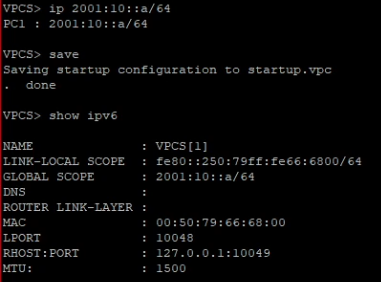 VPCS> ip 2001:10::a/64
PC1 : 2001:10::a/64
VPCS> save
Saving startup configuration to startup.vpc
.  done
VPCS> show ipv6
NAME              : VPCS[1]
LINK-LOCAL SCOPE  : fe80::250:79ff:fe66:6800/64
GLOBAL SCOPE      : 2001:10::a/64
DNS               :
ROUTER LINK-LAYER :
MAC               : 00:50:79:66:68:00
LPORT             : 10048
RHOST:PORT        : 127.0.0.1:10049
MTU:              : 1500